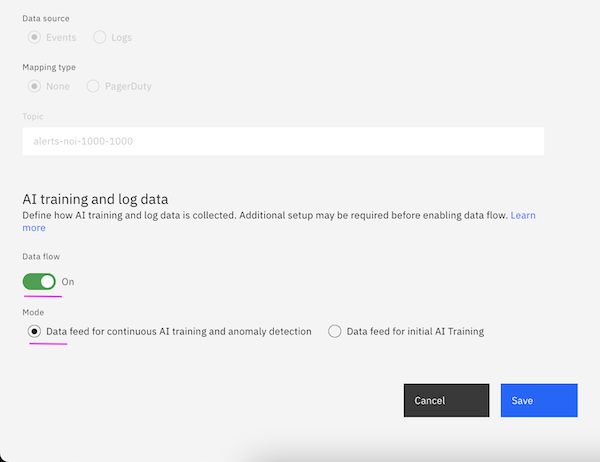 Data source
Events Logs
Mapping type
None PagerDuty
Topic
alerts-noi-1000-1000
AI training and log data
Define how AI training and log data is collected. Additional setup may be required before enabling data flow. Learn
more
Data flow
On
Mode
Data feed for continuous AI training and anomaly detection Data feed for initial AI Training
Cancel Save